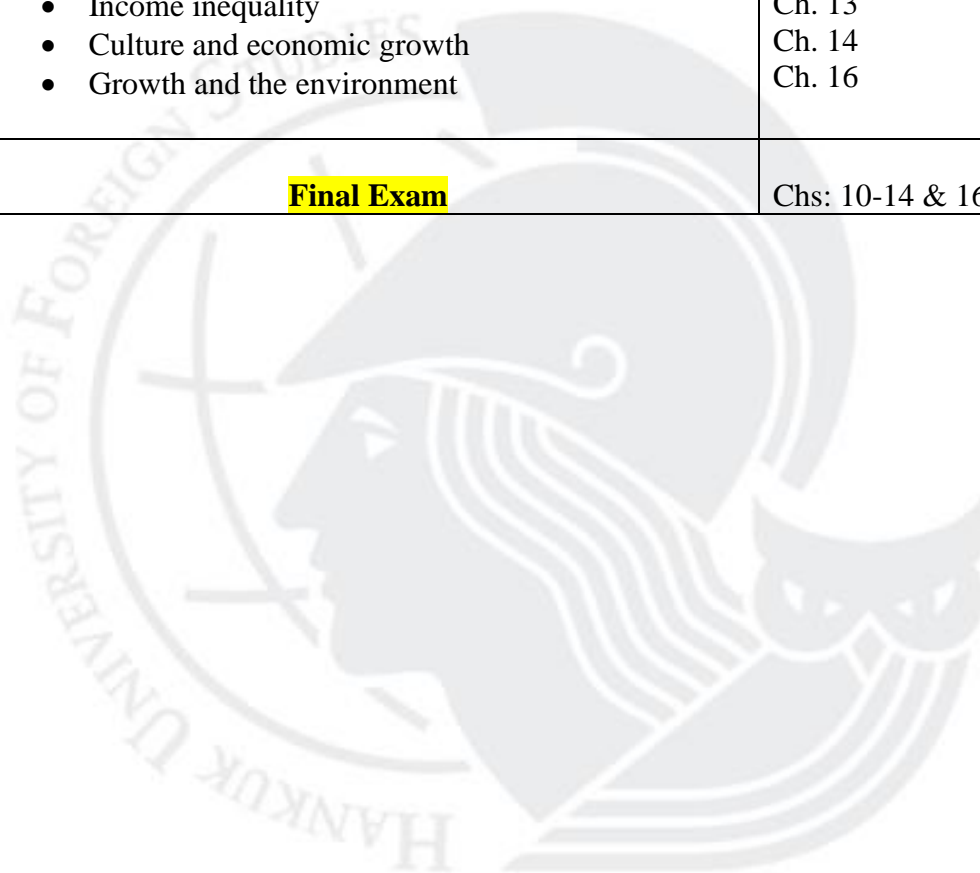 • Income inequality Ch. 13
• Culture and economic growth Ch. 14
• Growth and the environment Ch. 16
Final Exam Chs: 10-14 & 16
HANKUK UNIVERSITY OF FOREIGN STUDIES